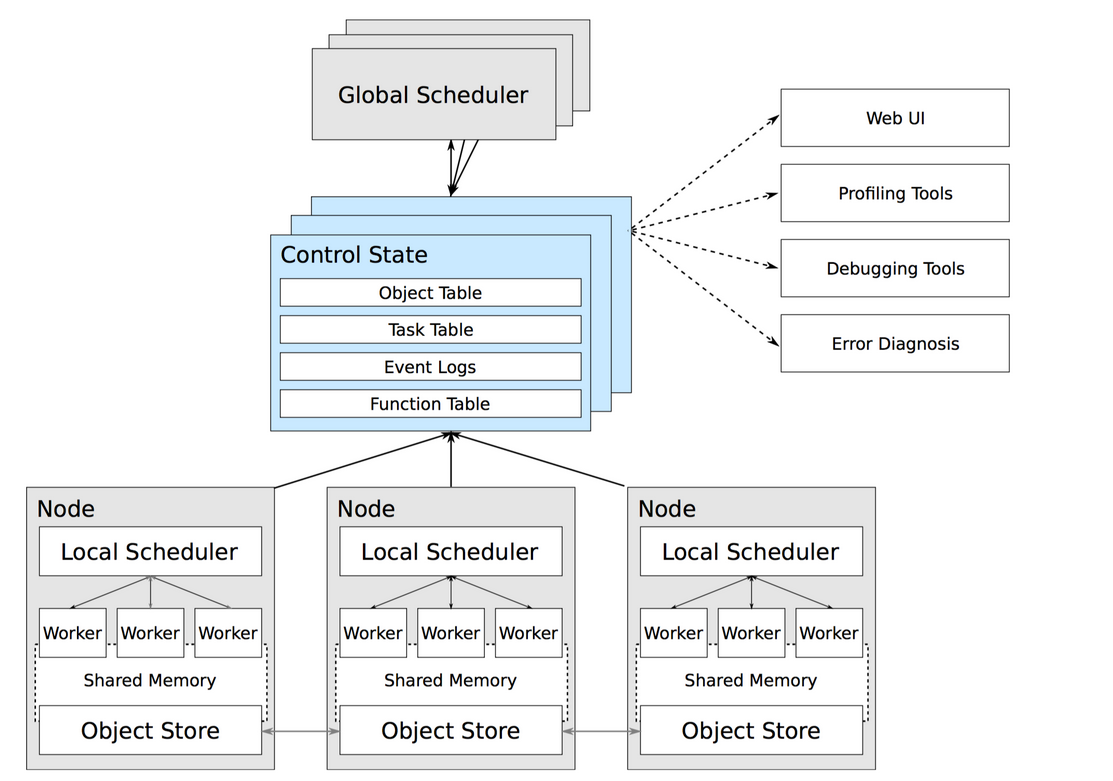 Global Scheduler
Web UI
Profiling Tools
Debugging Tools
Error Diagnosis
Control State
Object Table
Task Table
Event Logs
Function Table
Node
Local Scheduler
Worker Worker Worker
Shared Memory
Object Store
Node
Local Scheduler
Worker Worker Worker
Shared Memory
Object Store
Node
Local Scheduler
Worker Worker Worker
Shared Memory
Object Store